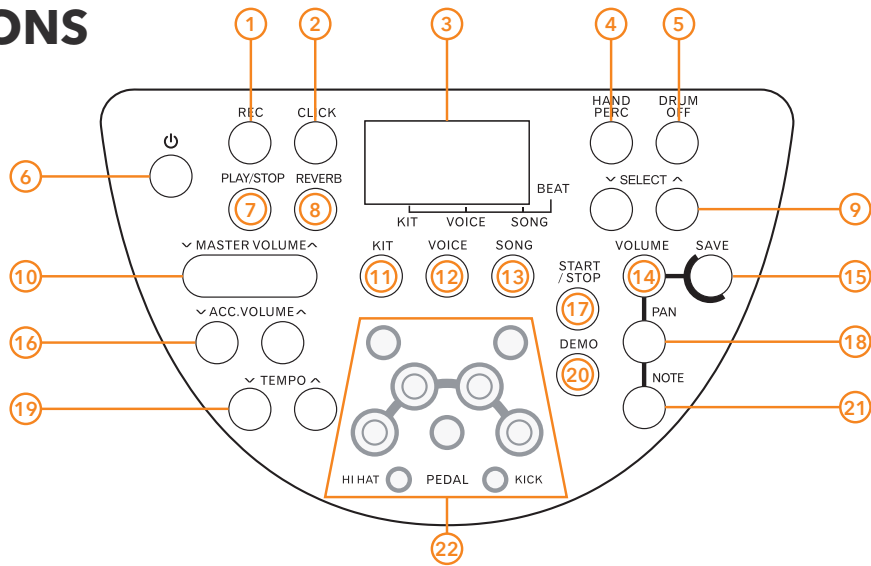 ONS
1 2 3 4 5
REC CLICK HAND PERC DRUM OFF
6
PLAY/STOP REVERB SELECT
7 8 9
BEAT
KIT VOICE SONG
MASTER VOLUME KIT VOICE SONG VOLUME SAVE
10 11 12 13 14 15
START
/ STOP
ACC.VOLUME 17 PAN
16 18
DEMO
TEMPO 20 NOTE
19 21
HI HAT PEDAL KICK
22